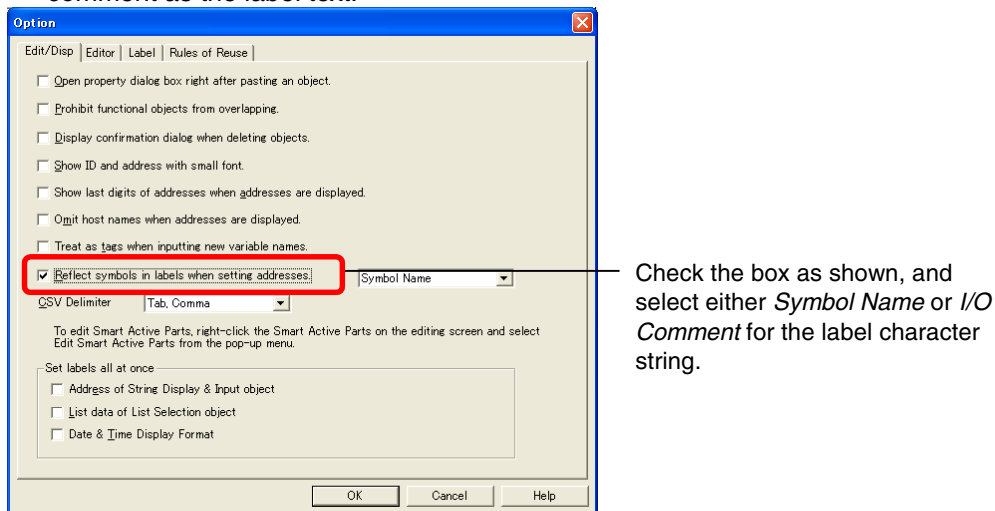 comment as the label text.
Option
Edit/Disp Editor Label Rules of Reuse
Open property dialog box right after pasting an object.
Prohibit functional objects from overlapping.
Display confirmation dialog when deleting objects.
Show ID and address with small font.
Show last digits of addresses when addresses are displayed.
Omit host names when addresses are displayed.
Treat as tags when inputting new variable names.
Reflect symbols in labels when setting addresses. Symbol Name
CSV Delimiter Tab, Comma
To edit Smart Active Parts, right-click the Smart Active Parts on the editing screen and select
Edit Smart Active Parts from the pop-up menu.
Set labels all at once
Address of String Display & Input object
List data of List Selection object
Date & Time Display Format
OK Cancel Help
Check the box as shown, and
select either Symbol Name or I/O
Comment for the label character
string.